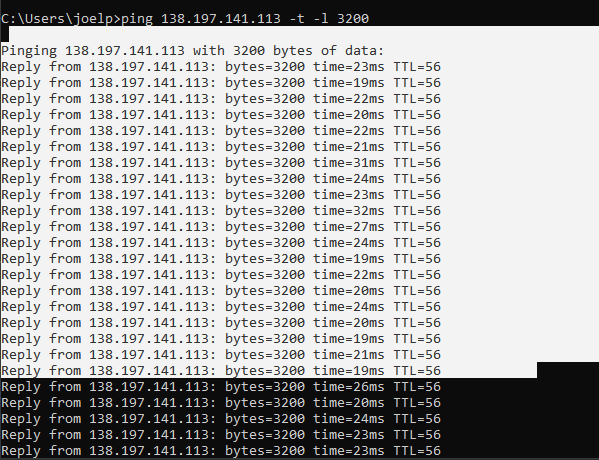 C:\Users\joelp>ping 138.197.141.113 -t -l 3200
Pinging 138.197.141.113 with 3200 bytes of data:
Reply from 138.197.141.113: bytes=3200 time=23ms TTL=56
Reply from 138.197.141.113: bytes=3200 time=19ms TTL=56
Reply from 138.197.141.113: bytes=3200 time=22ms TTL=56
Reply from 138.197.141.113: bytes=3200 time=20ms TTL=56
Reply from 138.197.141.113: bytes=3200 time=22ms TTL=56
Reply from 138.197.141.113: bytes=3200 time=21ms TTL=56
Reply from 138.197.141.113: bytes=3200 time=31ms TTL=56
Reply from 138.197.141.113: bytes=3200 time=24ms TTL=56
Reply from 138.197.141.113: bytes=3200 time=23ms TTL=56
Reply from 138.197.141.113: bytes=3200 time=32ms TTL=56
Reply from 138.197.141.113: bytes=3200 time=27ms TTL=56
Reply from 138.197.141.113: bytes=3200 time=24ms TTL=56
Reply from 138.197.141.113: bytes=3200 time=19ms TTL=56
Reply from 138.197.141.113: bytes=3200 time=22ms TTL=56
Reply from 138.197.141.113: bytes=3200 time=20ms TTL=56
Reply from 138.197.141.113: bytes=3200 time=24ms TTL=56
Reply from 138.197.141.113: bytes=3200 time=20ms TTL=56
Reply from 138.197.141.113: bytes=3200 time=19ms TTL=56
Reply from 138.197.141.113: bytes=3200 time=21ms TTL=56
Reply from 138.197.141.113: bytes=3200 time=19ms TTL=56
Reply from 138.197.141.113: bytes=3200 time=26ms TTL=56
Reply from 138.197.141.113: bytes=3200 time=20ms TTL=56
Reply from 138.197.141.113: bytes=3200 time=24ms TTL=56
Reply from 138.197.141.113: bytes=3200 time=23ms TTL=56
Reply from 138.197.141.113: bytes=3200 time=23ms TTL=56